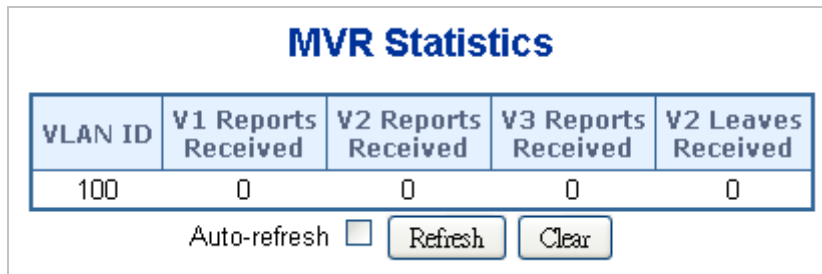 MVR Statistics
VLAN ID V1 Reports Received V2 Reports Received V3 Reports Received V2 Leaves Received
100 0 0 0 0
Auto-refresh Refresh Clear